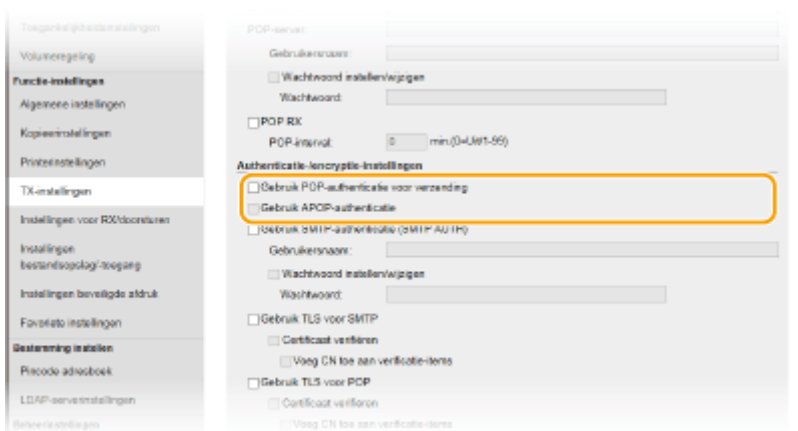 Toegankelijkheidsinstellingen
Volumeregeling
Functie-instellingen
Algemene instellingen
Kopieerinstellingen
Printerinstellingen
TX-instellingen
Instellingen voor RX/doorsturen
Instellingen
bestandsopslag/-toegang
Instellingen beveiligde afdruk
Favoriete instellingen
Bestemming instellen
Pincode adresboek
LDAP-serverinstellingen
Beheerinstellingen
POP-server:
Gebruikersnaam:
Wachtwoord instellen/wijzigen
Wachtwoord:
POP RX
POP-interval: 0 min.(0=Uit/1-99)
Authenticatie-/encryptie-instellingen
Gebruik POP-authenticatie voor verzending
Gebruik APOP-authenticatie
Gebruik SMTP-authenticatie (SMTP AUTH)
Gebruikersnaam:
Wachtwoord instellen/wijzigen
Wachtwoord:
Gebruik TLS voor SMTP
Certificaat verifiëren
Voeg CN toe aan verificatie-items
Gebruik TLS voor POP
Certificaat verifiëren
Voeg CN toe aan verificatie-items